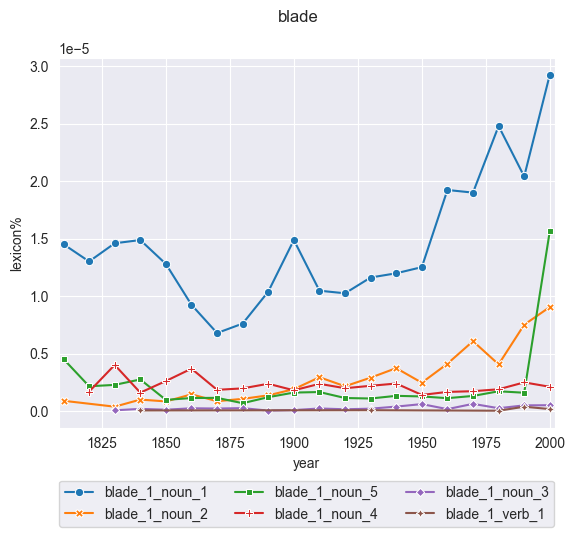 blade
1e−5
3.0
2.5
2.0
1.5
1.0
0.5
0.0
lexicon%
1825 1850 1875 1900 1925 1950 1975 2000
year
blade_1_noun_1 blade_1_noun_5 blade_1_noun_3
blade_1_noun_2 blade_1_noun_4 blade_1_verb_1